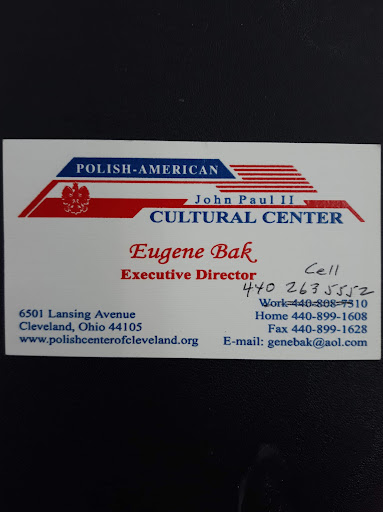 POLISH-AMERICAN
John Paul II
CULTURAL CENTER
Eugene Bak
Executive Director
Cell
440 263 5552
Work 440-808-7310
6501 Lansing Avenue
Home 440-899-1608
Cleveland, Ohio 44105
Fax 440-899-1628
www.polishcenterofcleveland.org
E-mail: genebak@aol.com